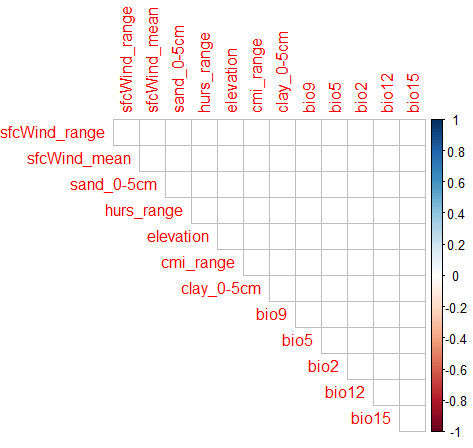 sfcWind_range
sfcWind_mean
sand_0-5cm
hurs_range
elevation
cmi_range
clay_0-5cm
bio9
bio5
bio2
bio12
bio15
sfcWind_range
sfcWind_mean
sand_0-5cm
hurs_range
elevation
cmi_range
clay_0-5cm
bio9
bio5
bio2
bio12
bio15
1
0.8
0.6
0.4
0.2
0
-0.2
-0.4
-0.6
-0.8
-1